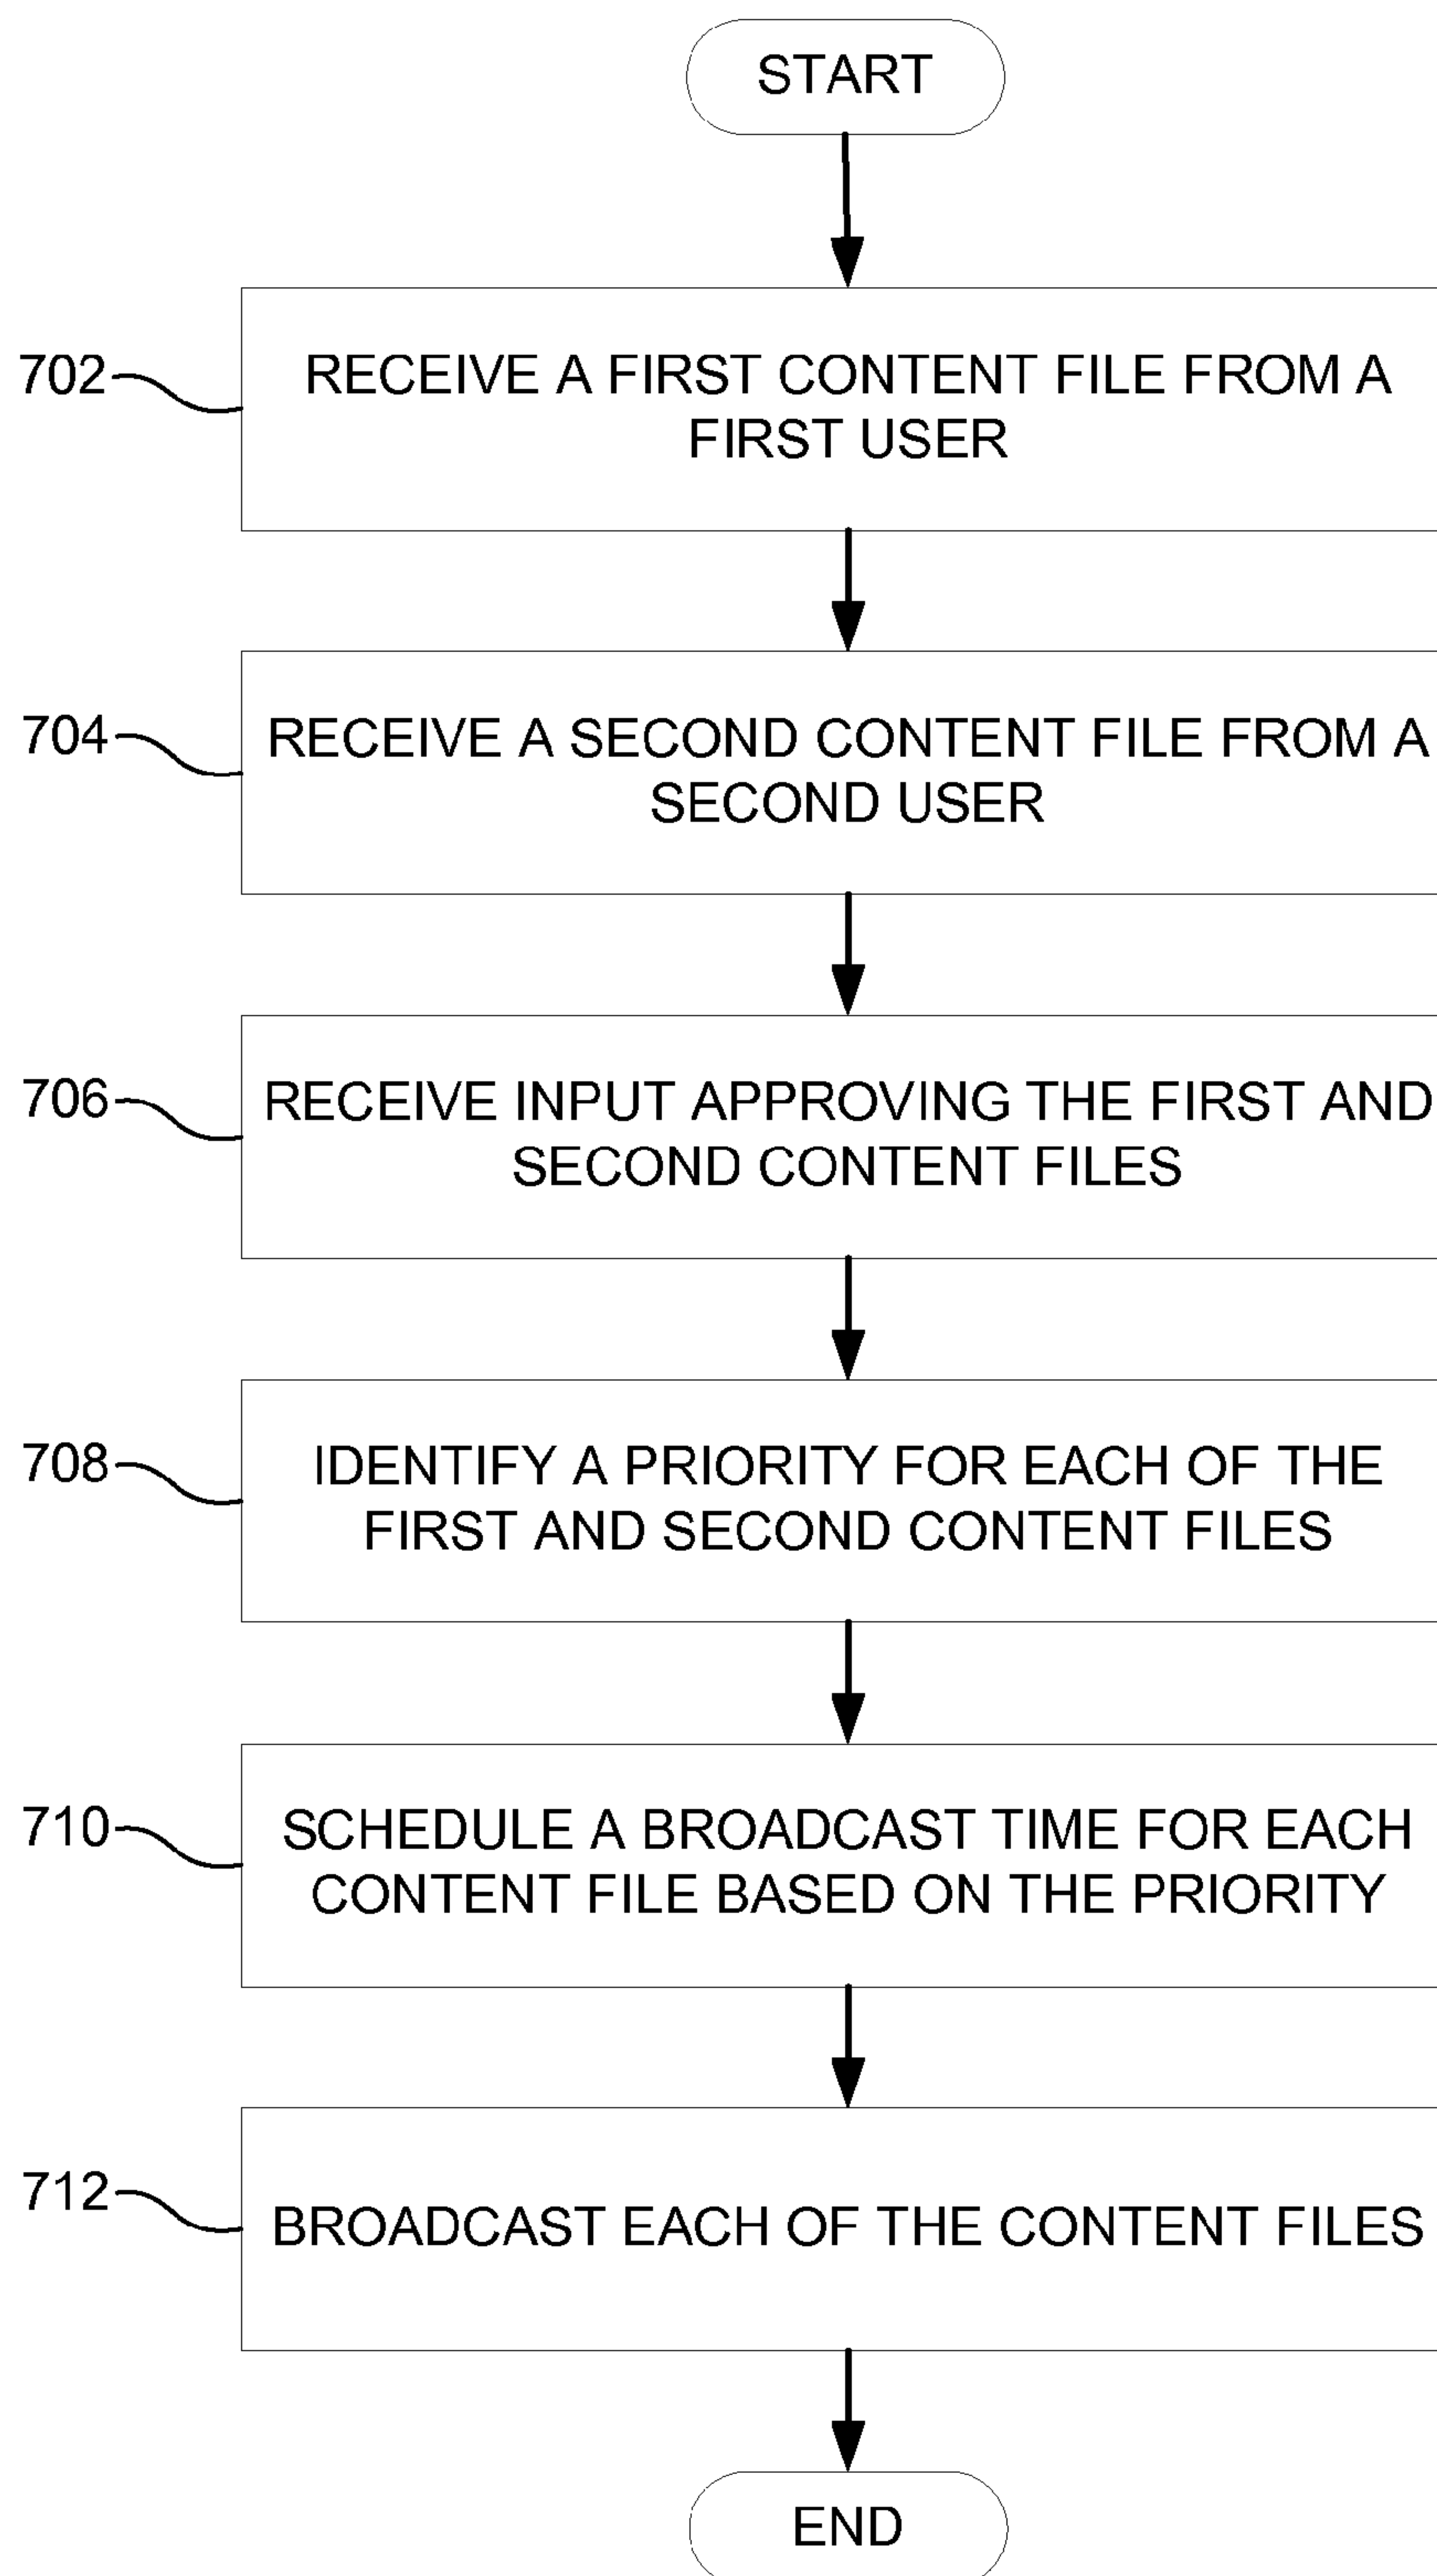 START
702
RECEIVE A FIRST CONTENT FILE FROM A
FIRST USER
704
RECEIVE A SECOND CONTENT FILE FROM A
SECOND USER
706
RECEIVE INPUT APPROVING THE FIRST AND
SECOND CONTENT FILES
708
IDENTIFY A PRIORITY FOR EACH OF THE
FIRST AND SECOND CONTENT FILES
710
SCHEDULE A BROADCAST TIME FOR EACH
CONTENT FILE BASED ON THE PRIORITY
712
BROADCAST EACH OF THE CONTENT FILES
END